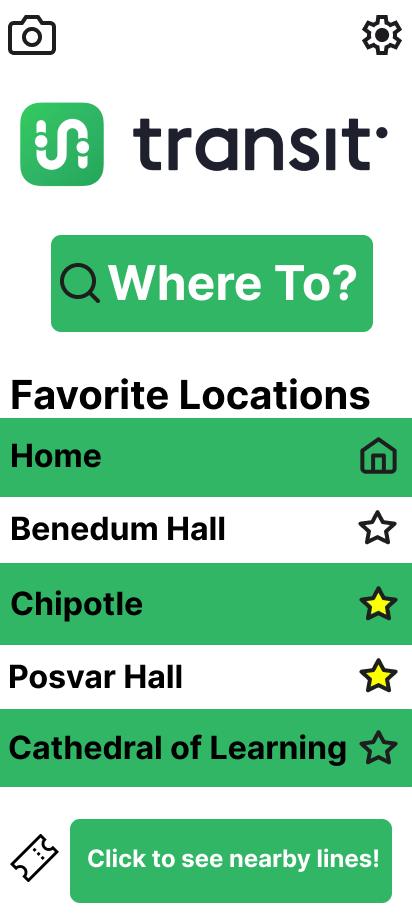 transit
Where To?
Favorite Locations
Home
Benedum Hall
Chipotle
Posvar Hall
Cathedral of Learning
Click to see nearby lines!